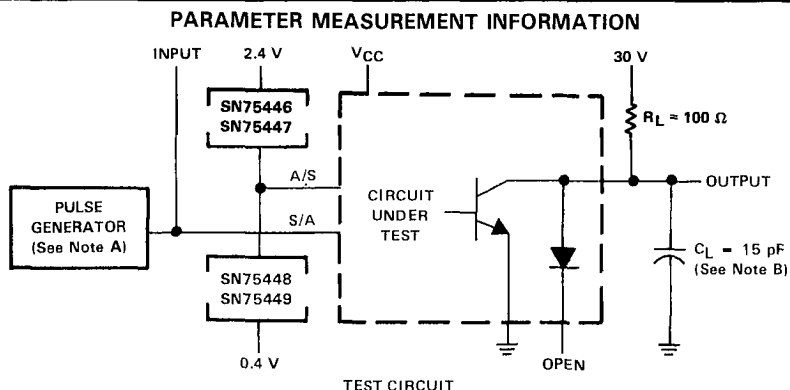 PARAMETER MEASUREMENT INFORMATION
INPUT
2.4 V
VCC
30 V
SN75446
SN75447
RL = 100 Ω
A/S
CIRCUIT
UNDER
TEST
OUTPUT
PULSE
GENERATOR
(See Note A)
S/A
SN75448
SN75449
CL = 15 pF
(See Note B)
0.4 V
OPEN
TEST CIRCUIT